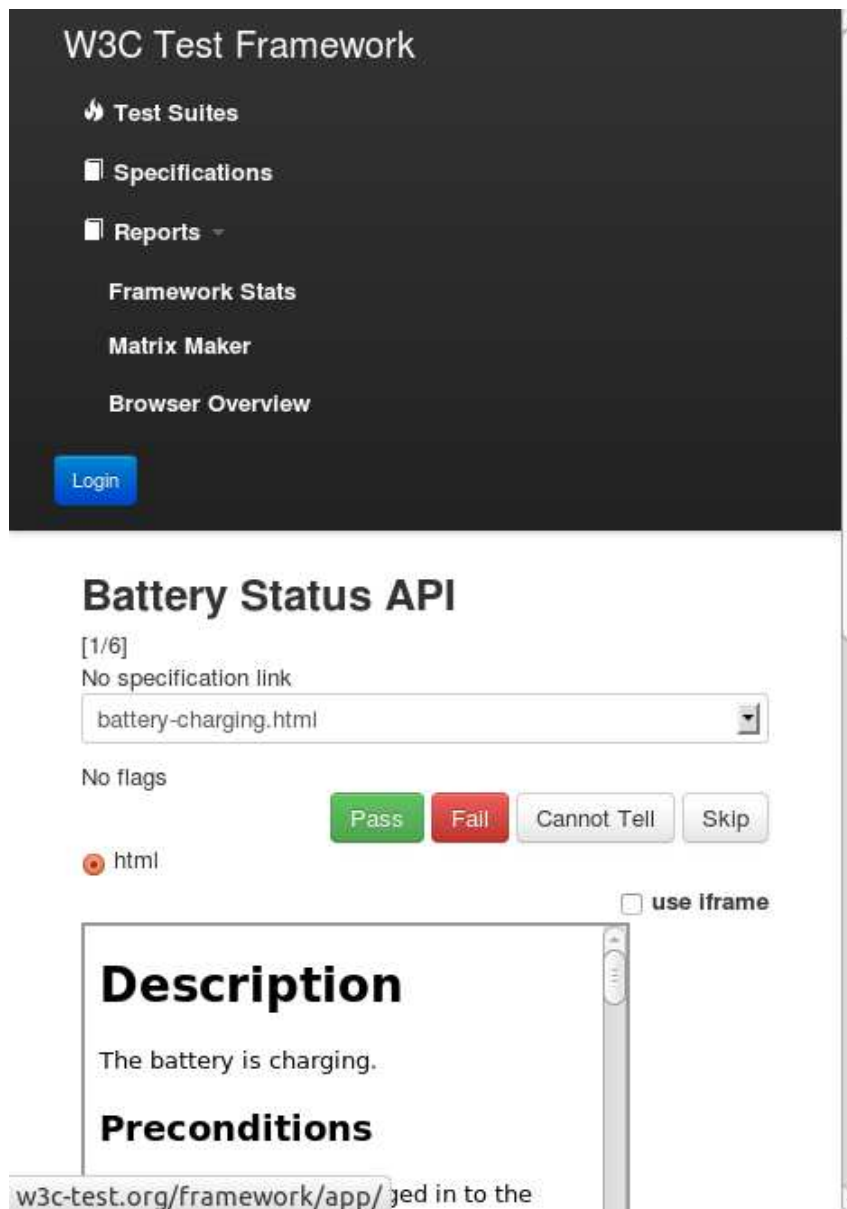 W3C Test Framework
Test Suites
Specifications
Reports
Framework Stats
Matrix Maker
Browser Overview
Login
Battery Status API
[1/6]
No specification link
battery-charging.html
No flags
Pass Fail Cannot Tell Skip
html
use iframe
Description
The battery is charging.
Preconditions
ged in to the
w3c-test.org/framework/app/